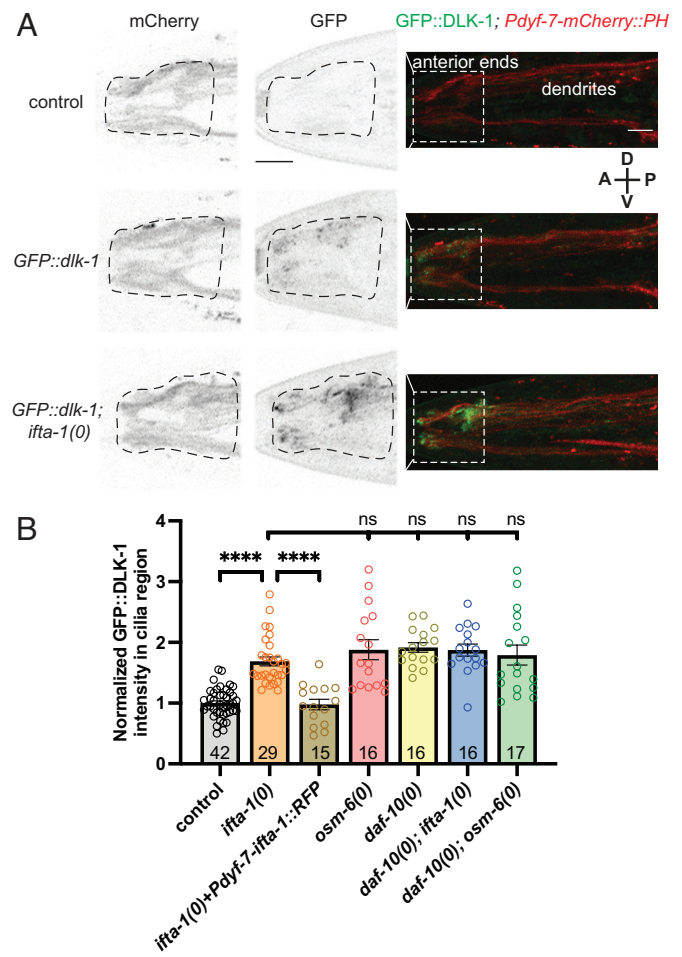 A
mCherry
GFP
GFP::DLK-1; Pdyf-7-mCherry::PH
control
anterior ends
dendrites
D
A
P
V
GFP::dlk-1
GFP::dlk-1;
ifta-1(0)
B
Normalized GFP::DLK-1
intensity in cilia region
4
3
2
1
0
**** ****
ns ns ns ns
42 29 15 16 16 16 17
control
ifta-1(0)
ifta-1(0)+Pdyf-7-ifta-1::RFP
osm-6(0)
daf-10(0)
daf-10(0); ifta-1(0)
daf-10(0); osm-6(0)